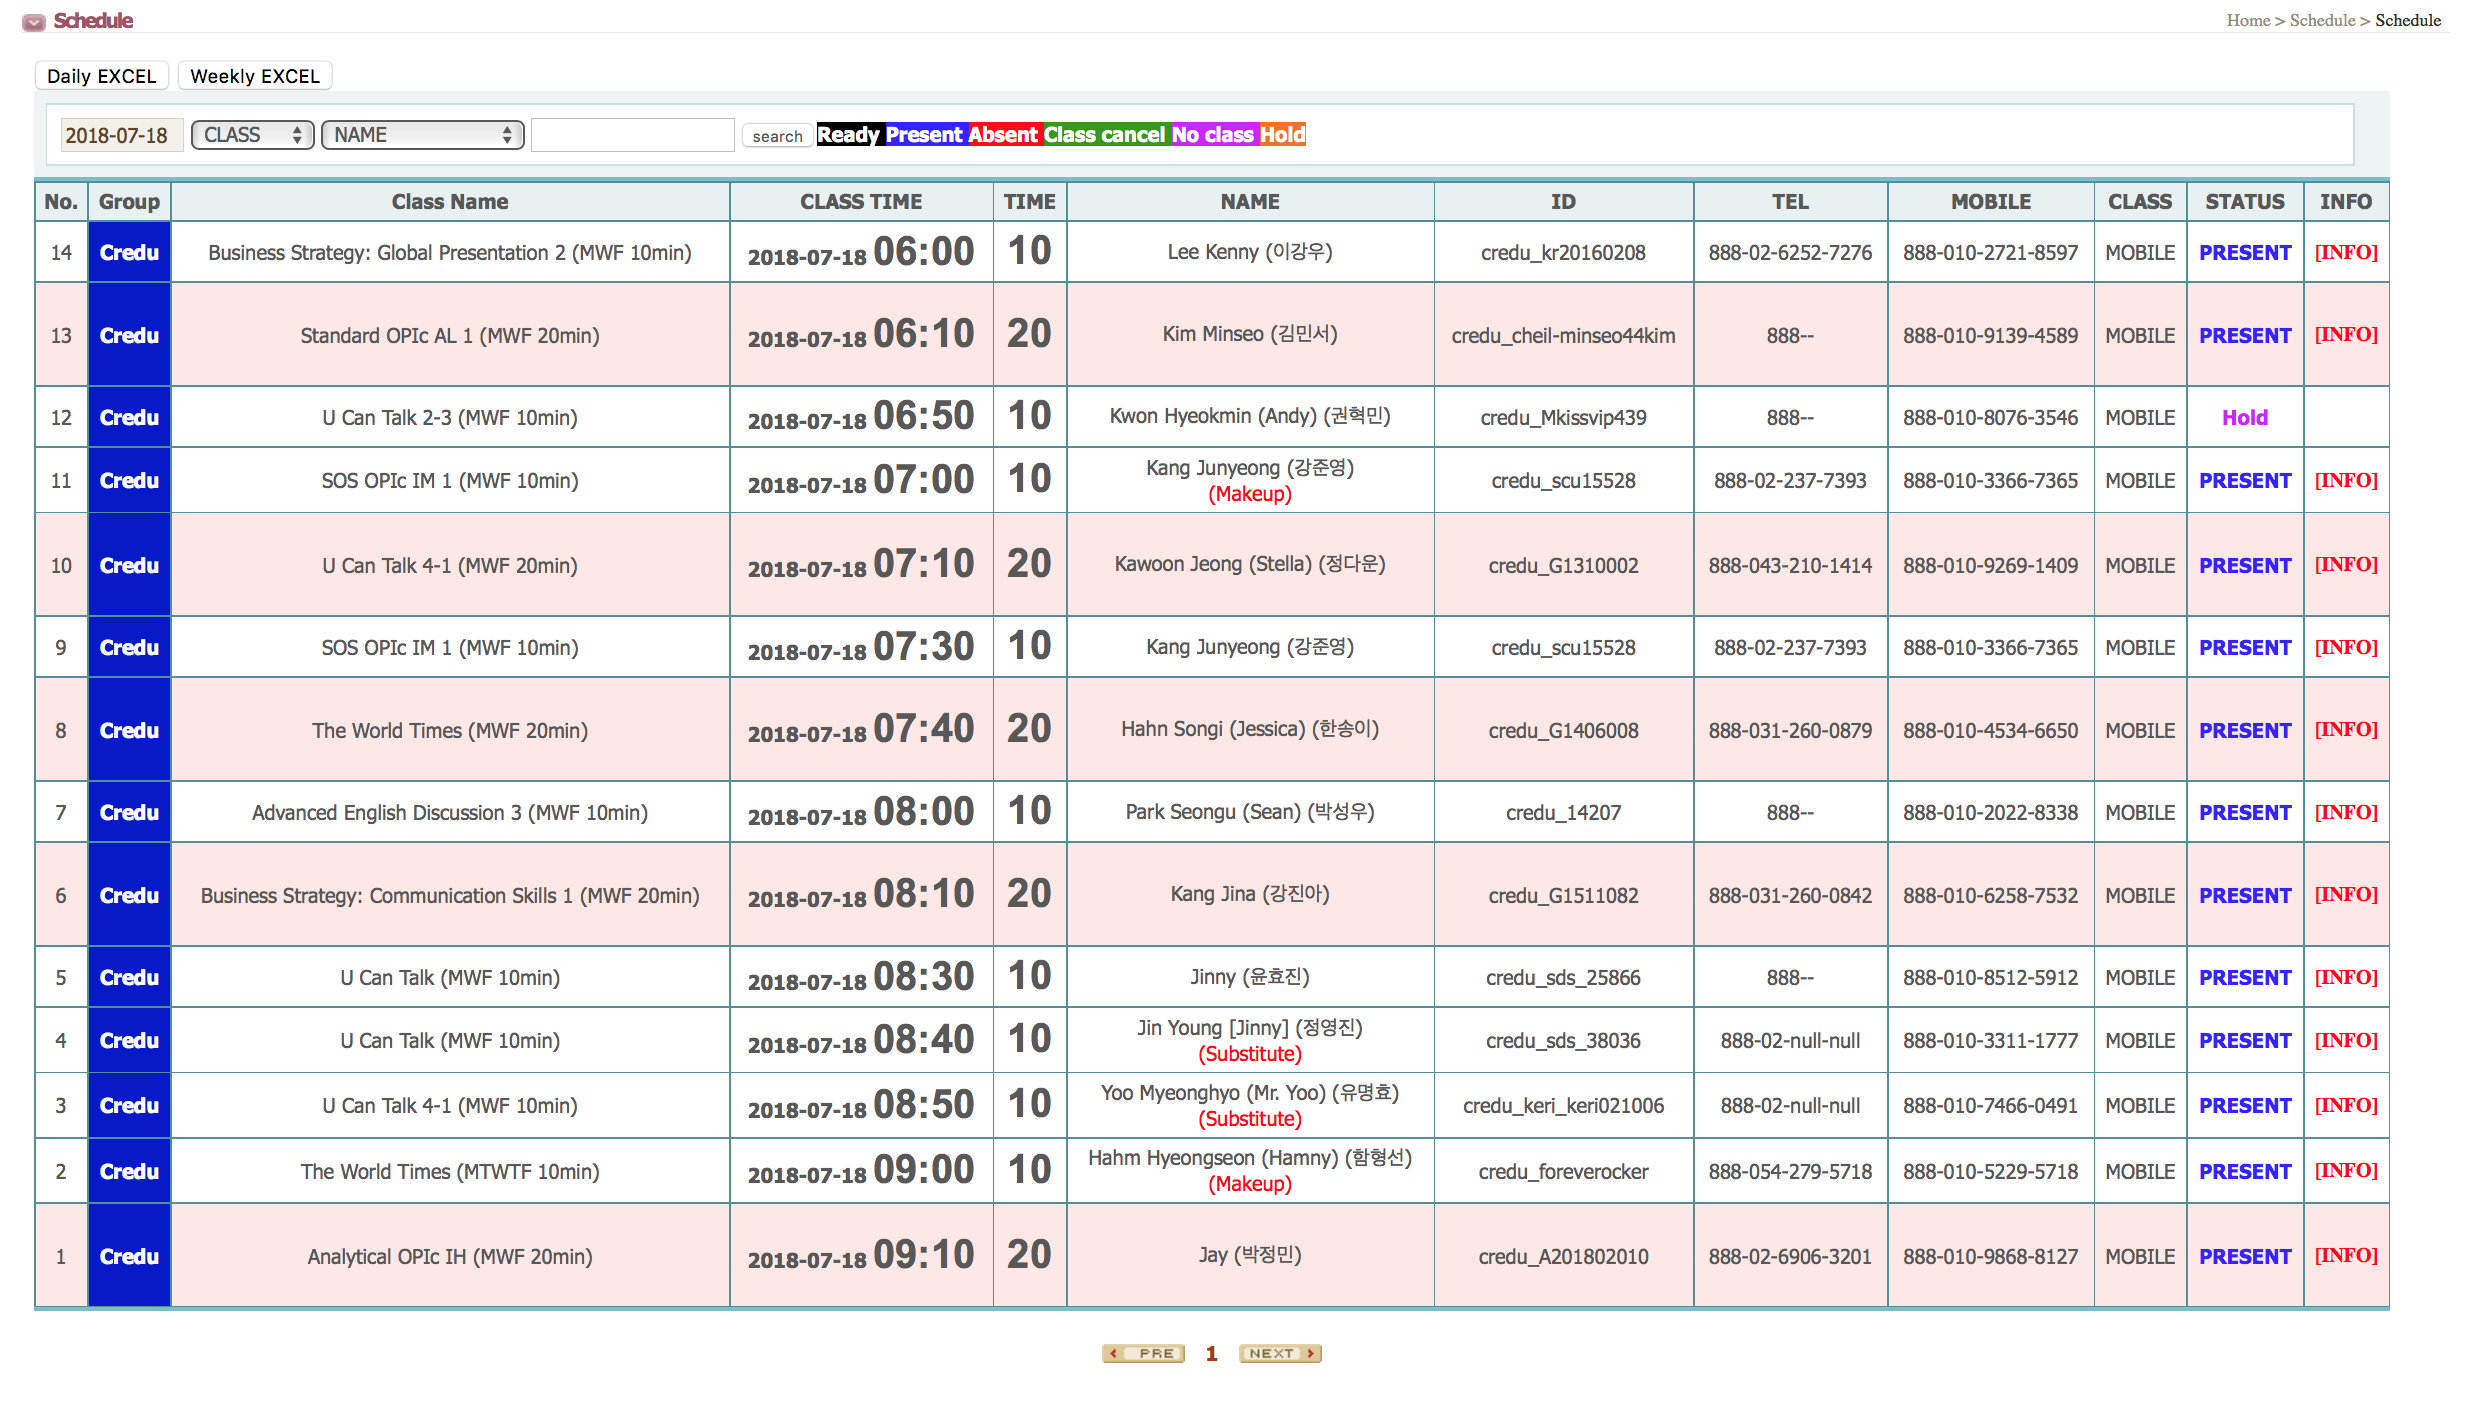 Schedule
Home > Schedule > Schedule
Daily EXCEL Weekly EXCEL
2018-07-18 CLASS NAME search Ready Present Absent Class cancel No class Hold
No. Group Class Name CLASS TIME TIME NAME ID TEL MOBILE CLASS STATUS INFO
14 Credu Business Strategy: Global Presentation 2 (MWF 10min) 2018-07-18 06:00 10 Lee Kenny (이강우) credu_kr20160208 888-02-6252-7276 888-010-2721-8597 MOBILE PRESENT [INFO]
13 Credu Standard OPIc AL 1 (MWF 20min) 2018-07-18 06:10 20 Kim Minseo (김민서) credu_cheil-minseo44kim 888-- 888-010-9139-4589 MOBILE PRESENT [INFO]
12 Credu U Can Talk 2-3 (MWF 10min) 2018-07-18 06:50 10 Kwon Hyeokmin (Andy) (권혁민) credu_Mkissvip439 888-- 888-010-8076-3546 MOBILE Hold
11 Credu SOS OPIc IM 1 (MWF 10min) 2018-07-18 07:00 10 Kang Junyeong (강준영) credu_scu15528 888-02-237-7393 888-010-3366-7365 MOBILE PRESENT [INFO]
(Makeup)
10 Credu U Can Talk 4-1 (MWF 20min) 2018-07-18 07:10 20 Kawoon Jeong (Stella) (정다운) credu_G1310002 888-043-210-1414 888-010-9269-1409 MOBILE PRESENT [INFO]
9 Credu SOS OPIc IM 1 (MWF 10min) 2018-07-18 07:30 10 Kang Junyeong (강준영) credu_scu15528 888-02-237-7393 888-010-3366-7365 MOBILE PRESENT [INFO]
8 Credu The World Times (MWF 20min) 2018-07-18 07:40 20 Hahn Songi (Jessica) (한송이) credu_G1406008 888-031-260-0879 888-010-4534-6650 MOBILE PRESENT [INFO]
7 Credu Advanced English Discussion 3 (MWF 10min) 2018-07-18 08:00 10 Park Seongu (Sean) (박성우) credu_14207 888-- 888-010-2022-8338 MOBILE PRESENT [INFO]
6 Credu Business Strategy: Communication Skills 1 (MWF 20min) 2018-07-18 08:10 20 Kang Jina (강진아) credu_G1511082 888-031-260-0842 888-010-6258-7532 MOBILE PRESENT [INFO]
5 Credu U Can Talk (MWF 10min) 2018-07-18 08:30 10 Jinny (윤효진) credu_sds_25866 888-- 888-010-8512-5912 MOBILE PRESENT [INFO]
4 Credu U Can Talk (MWF 10min) 2018-07-18 08:40 10 Jin Young [Jinny] (정영진) credu_sds_38036 888-02-null-null 888-010-3311-1777 MOBILE PRESENT [INFO]
(Substitute)
3 Credu U Can Talk 4-1 (MWF 10min) 2018-07-18 08:50 10 Yoo Myeonghyo (Mr. Yoo) (유명효) credu_keri_keri021006 888-02-null-null 888-010-7466-0491 MOBILE PRESENT [INFO]
(Substitute)
2 Credu The World Times (MTWTF 10min) 2018-07-18 09:00 10 Hahm Hyeongseon (Hamny) (함형선) credu_foreverocker 888-054-279-5718 888-010-5229-5718 MOBILE PRESENT [INFO]
(Makeup)
1 Credu Analytical OPIc IH (MWF 20min) 2018-07-18 09:10 20 Jay (박정민) credu_A201802010 888-02-6906-3201 888-010-9868-8127 MOBILE PRESENT [INFO]
PRE 1 NEXT